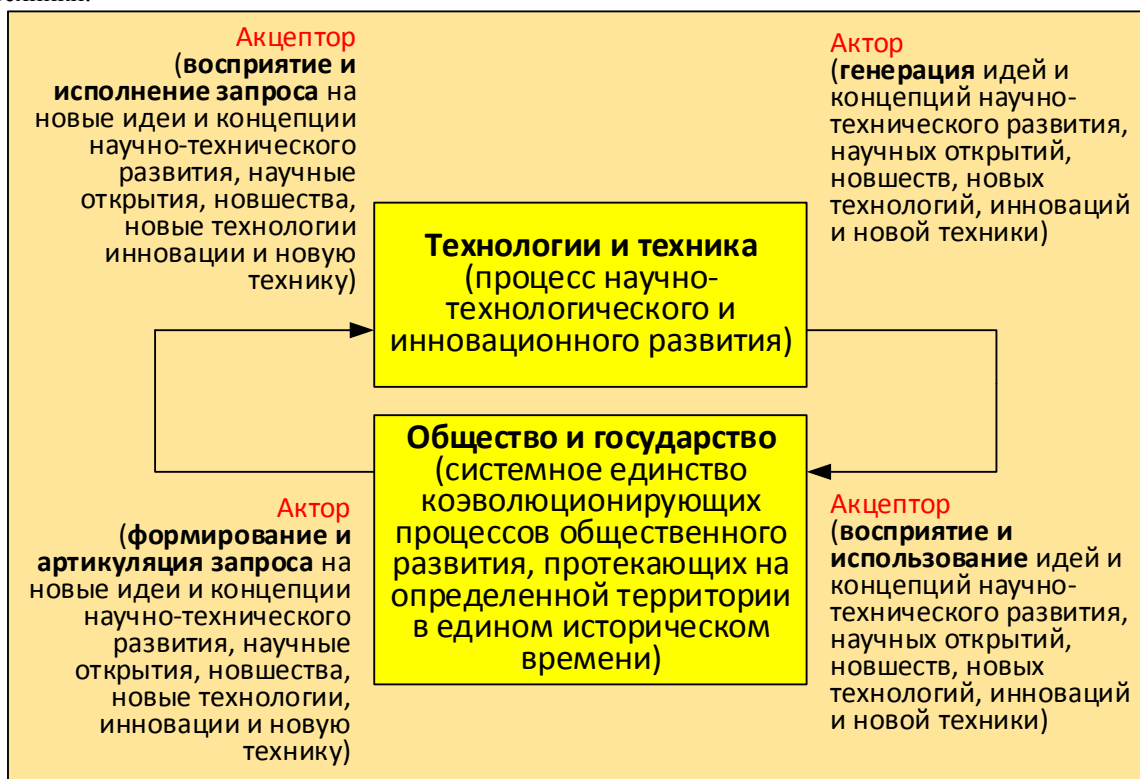 Акцептор
(восприятие и
исполнение запроса на
новые идеи и концепции
научно-технического
развития, научные
открытия, новшества,
новые технологии
инновации и новую
технику)
Актор
(генерация идей и
концепций научно-
технического развития,
научных открытий,
новшеств, новых
технологий, инноваций
и новой техники)
Технологии и техника
(процесс научно-
технологического и
инновационного развития)
Общество и государство
(системное единство
коэволюционирующих
процессов общественного
развития, протекающих на
определенной территории
в едином историческом
времени)
Актор
(формирование и
артикуляция запроса на
новые идеи и концепции
научно-технического
развития, научные
открытия, новшества,
новые технологии,
инновации и новую
технику)
Акцептор
(восприятие и
использование идей и
концепций научно-
технического развития,
научных открытий,
новшеств, новых
технологий, инноваций
и новой техники)